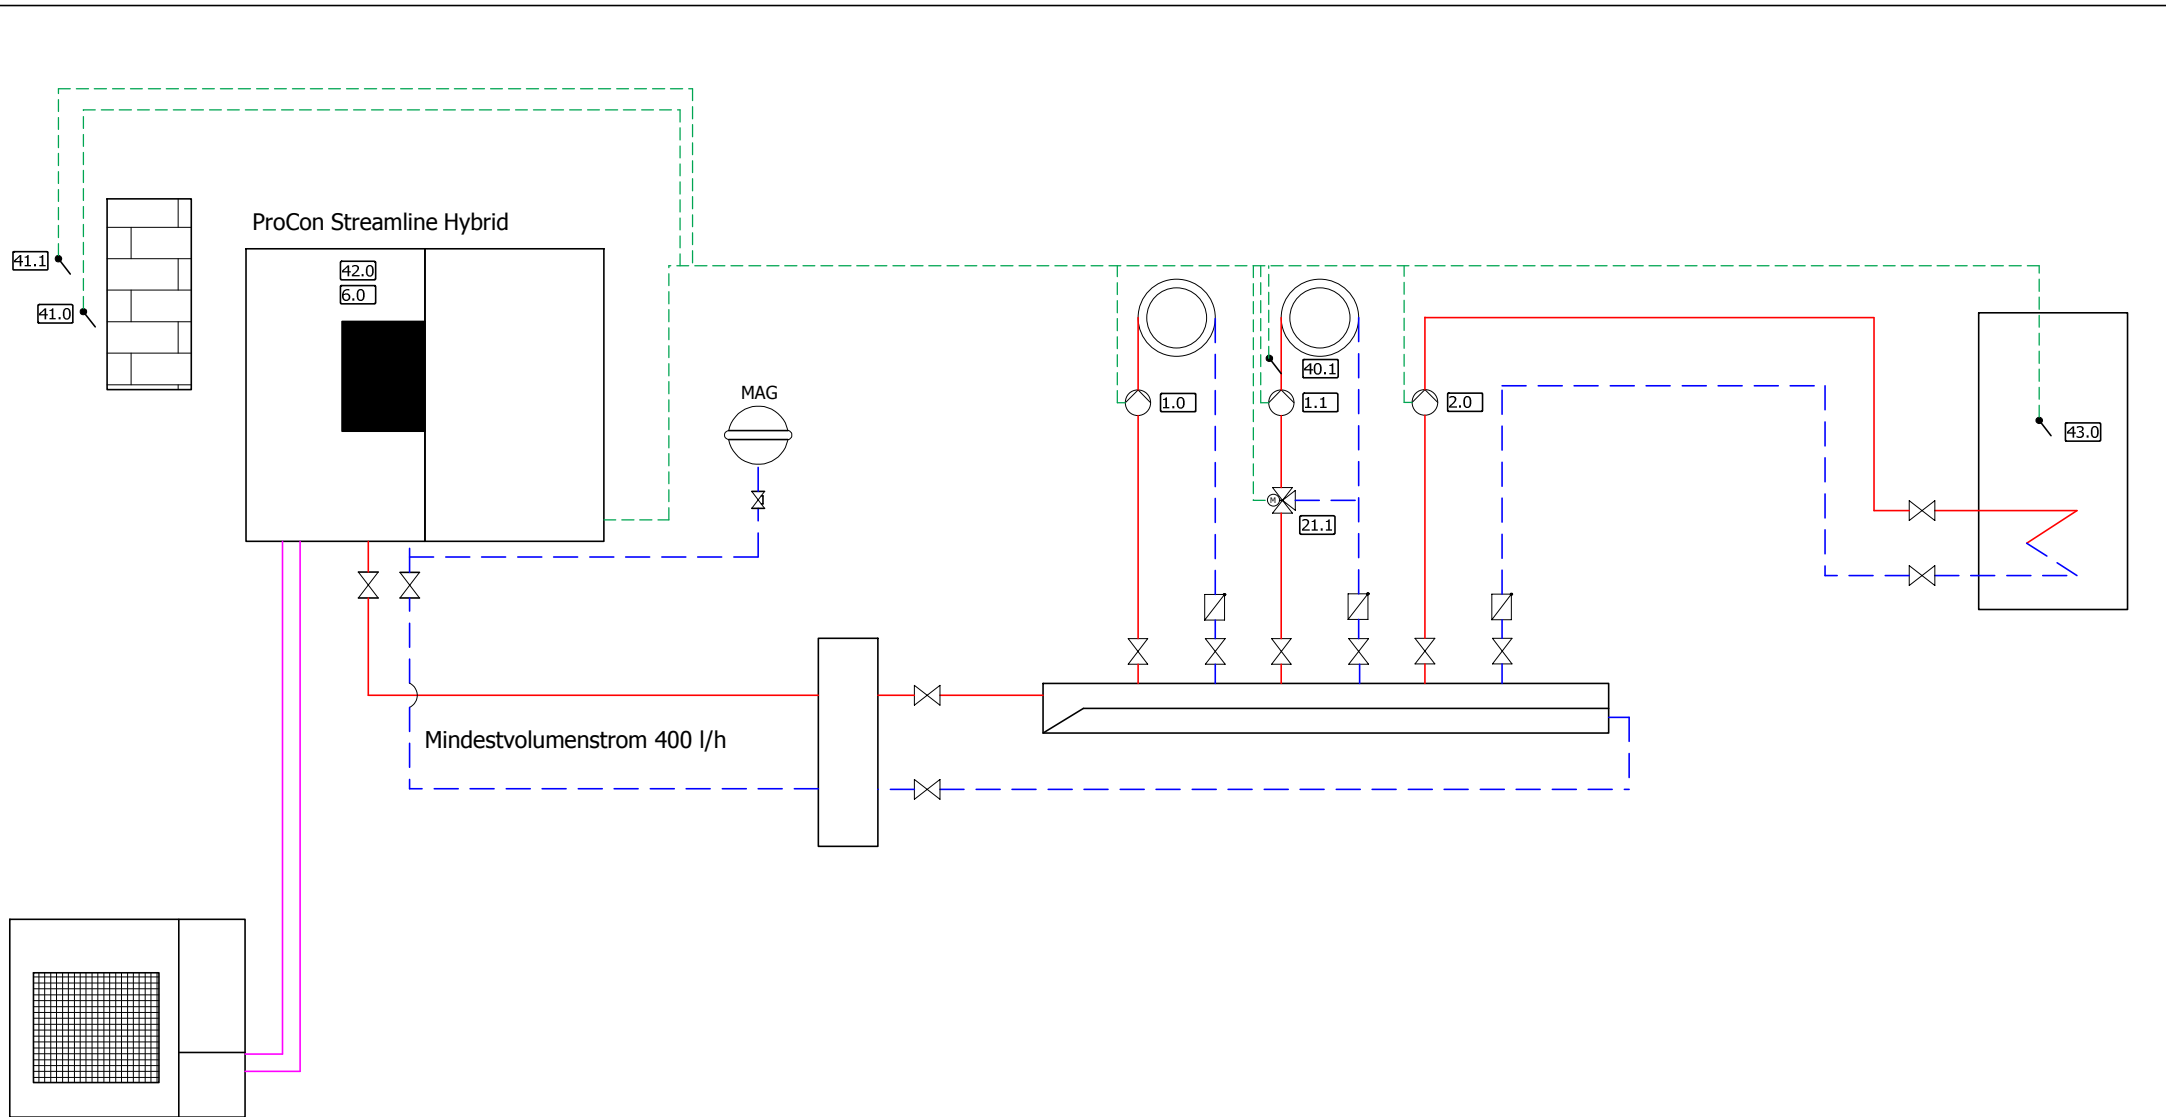 ProCon Streamline Hybrid
41.1
42.0
6.0
41.0
40.1
MAG
1.0
1.1
2.0
43.0
M
21.1
Mindestvolumenstrom 400 l/h